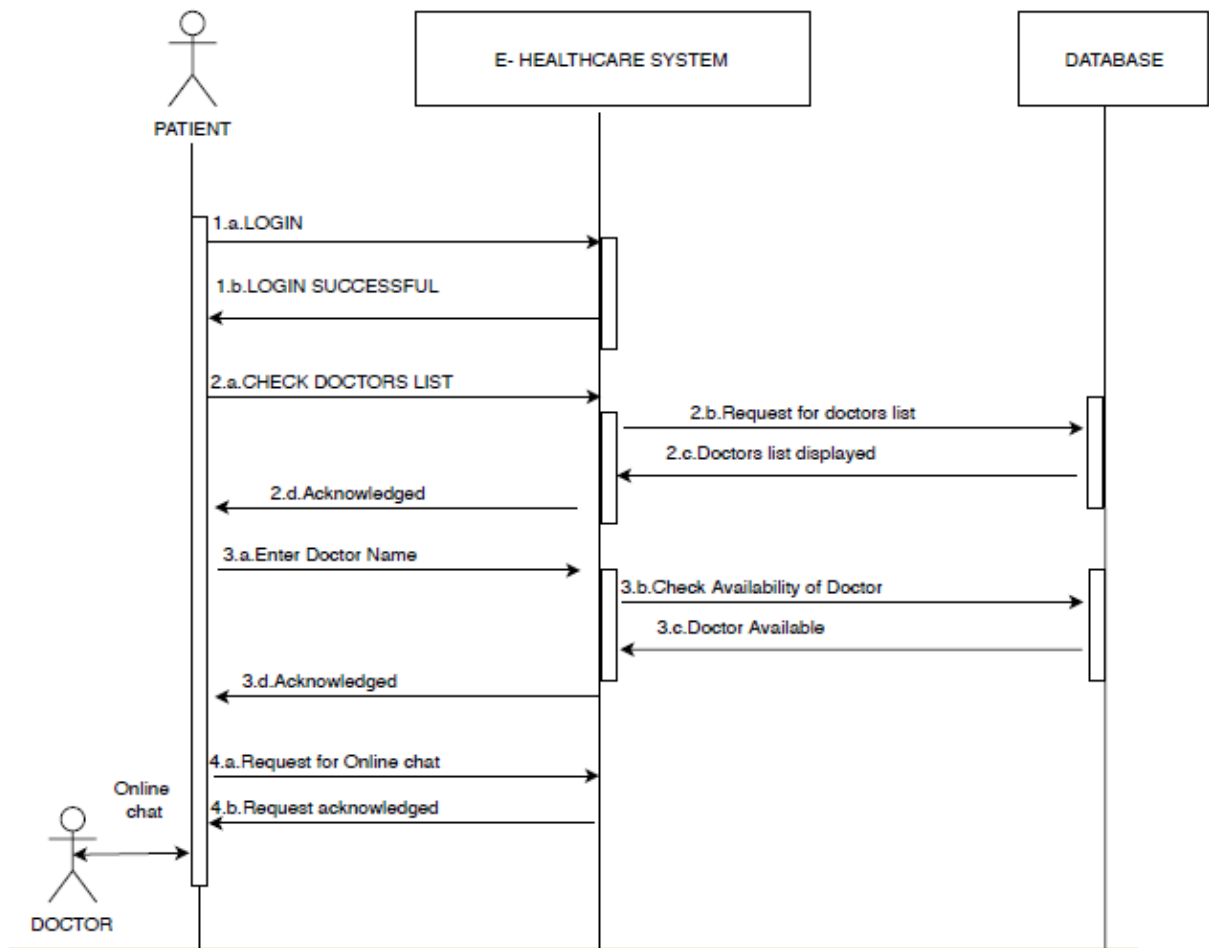 E- HEALTHCARE SYSTEM
DATABASE
PATIENT
1.a.LOGIN
1.b.LOGIN SUCCESSFUL
2.a.CHECK DOCTORS LIST
2.b.Request for doctors list
2.c.Doctors list displayed
2.d.Acknowledged
3.a.Enter Doctor Name
3.b.Check Availability of Doctor
3.c.Doctor Available
3.d.Acknowledged
4.a.Request for Online chat
Online
chat
4.b.Request acknowledged
DOCTOR